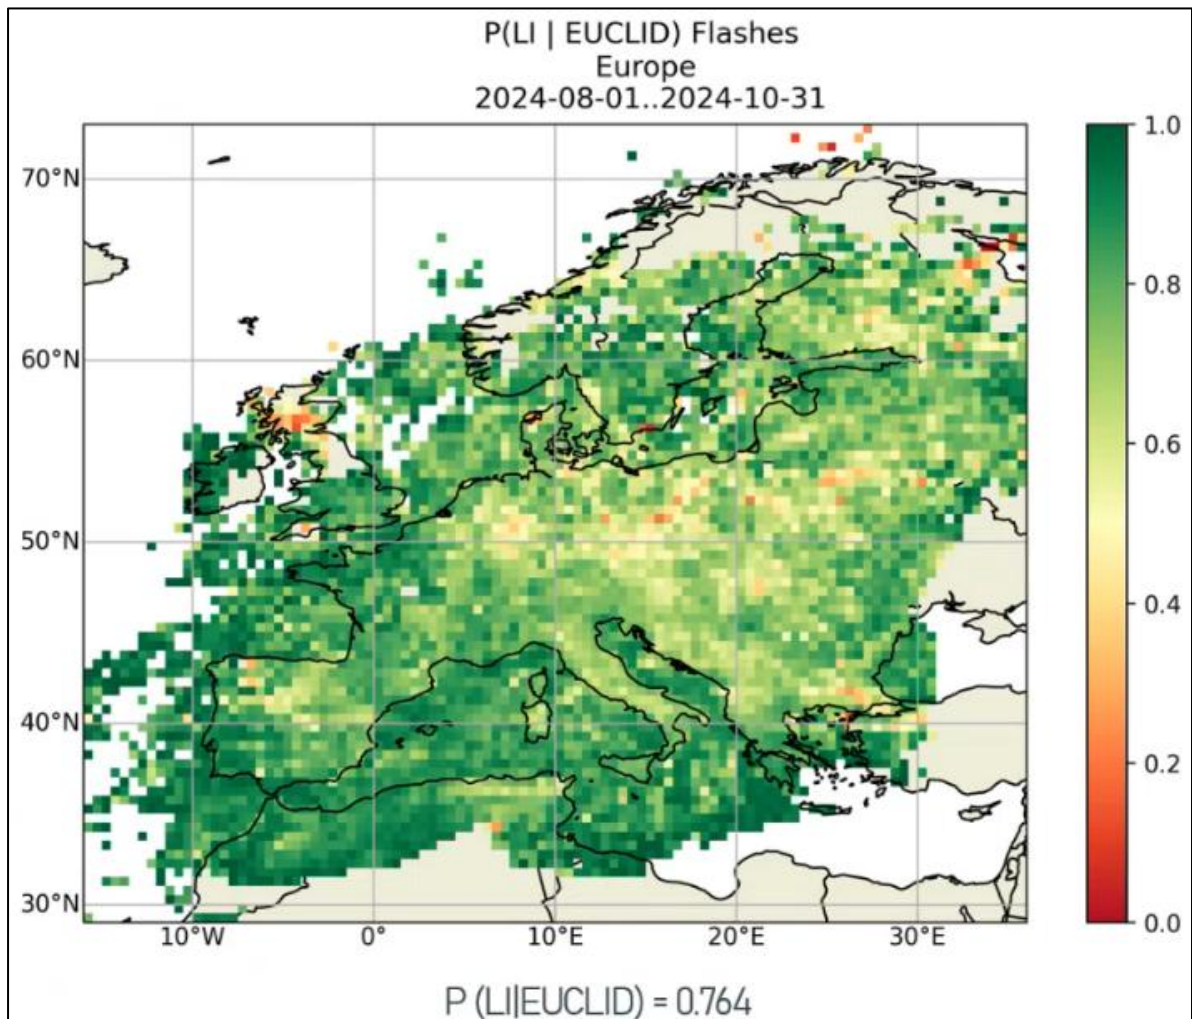 P(LI | EUCLID) Flashes
Europe
2024-08-01..2024-10-31
1.0
70°N
0.8
60°N
0.6
50°N
0.4
40°N
0.2
30°N
0.0
10°W 0° 10°E 20°E 30°E
P (LI|EUCLID) = 0.764